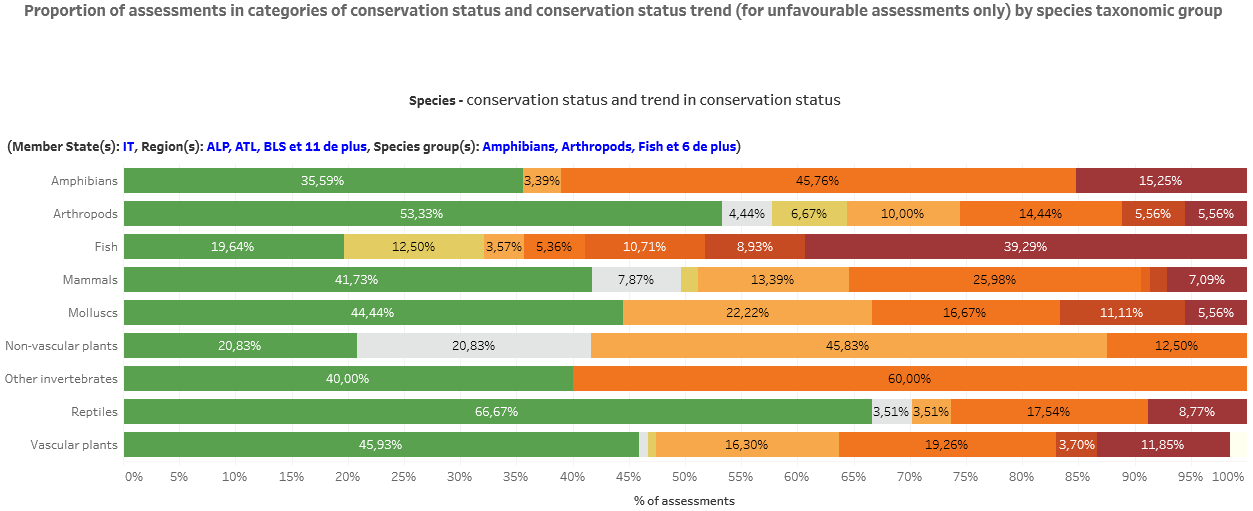 Proportion of assessments in categories of conservation status and conservation status trend (for unfavourable assessments only) by species taxonomic group
Species - conservation status and trend in conservation status
(Member State(s): IT, Region(s): ALP, ATL, BLS et 11 de plus, Species group(s): Amphibians, Arthropods, Fish et 6 de plus)
Amphibians 35,59% 3,39% 45,76% 15,25%
Arthropods 53,33% 4,44% 6,67% 10,00% 14,44% 5,56% 5,56%
Fish 19,64% 12,50% 3,57% 5,36% 10,71% 8,93% 39,29%
Mammals 41,73% 7,87% 13,39% 25,98% 7,09%
Molluscs 44,44% 22,22% 16,67% 11,11% 5,56%
Non-vascular plants 20,83% 20,83% 45,83% 12,50%
Other invertebrates 40,00% 60,00%
Reptiles 66,67% 3,51% 3,51% 17,54% 8,77%
Vascular plants 45,93% 16,30% 19,26% 3,70% 11,85%
0% 5% 10% 15% 20% 25% 30% 35% 40% 45% 50% 55% 60% 65% 70% 75% 80% 85% 90% 95% 100%
% of assessments